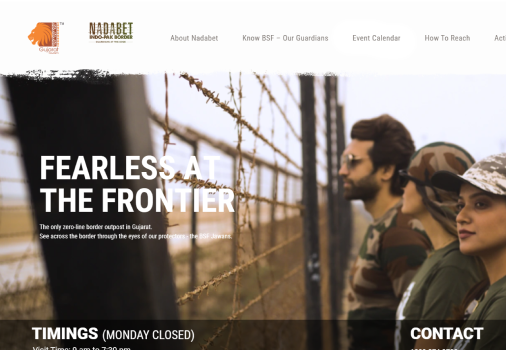 Gujarat
NADABET
INDO-PAK BORDER
About Nadabet
Know BSF – Our Guardians
Event Calendar
How To Reach
FEARLESS AT
THE FRONTIER
The only zero-line border outpost in Gujarat.
See across the border through the eyes of our protectors - the BSF Jawans.
TIMINGS (MONDAY CLOSED)
CONTACT
Visit Time: 9 am to 7:30 pm